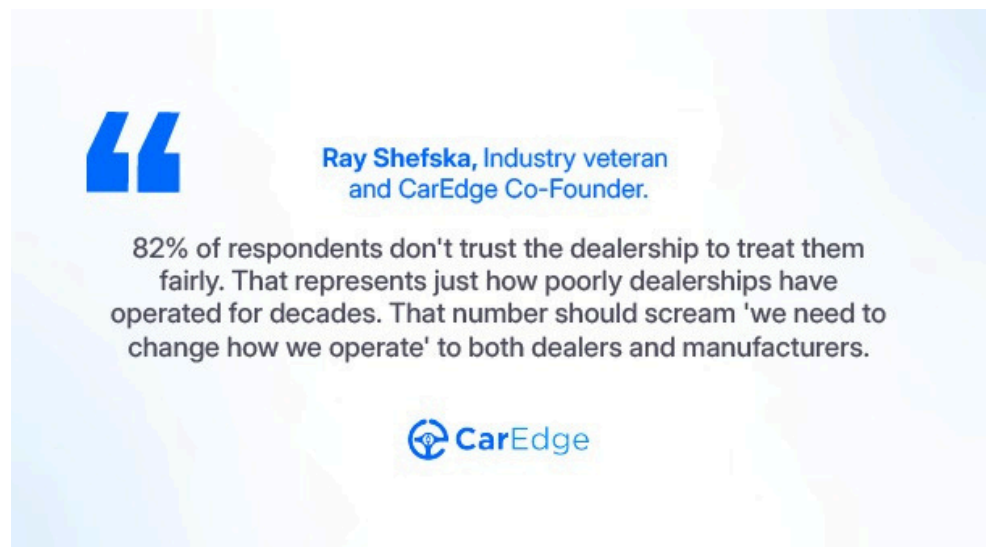 Ray Shefska, Industry veteran
and CarEdge Co-Founder.
82% of respondents don't trust the dealership to treat them
fairly. That represents just how poorly dealerships have
operated for decades. That number should scream 'we need to
change how we operate' to both dealers and manufacturers.
CarEdge